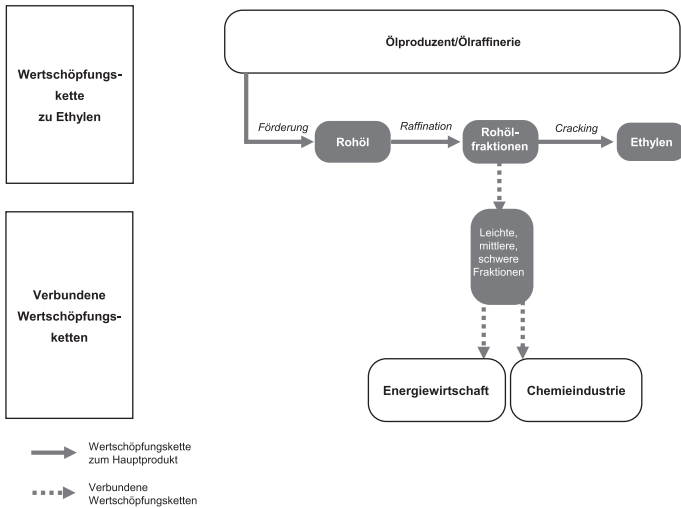 Wertschöpfungs-
kette
zu Ethylen
Ölproduzent/Ölraffinerie
Förderung
Rohöl
Raffination
Rohöl-
fraktionen
Cracking
Ethylen
Leichte,
mittlere,
schwere
Fraktionen
Verbundene
Wertschöpfungs-
ketten
Energiewirtschaft
Chemieindustrie
Wertschöpfungskette
zum Hauptprodukt
Verbundene
Wertschöpfungsketten